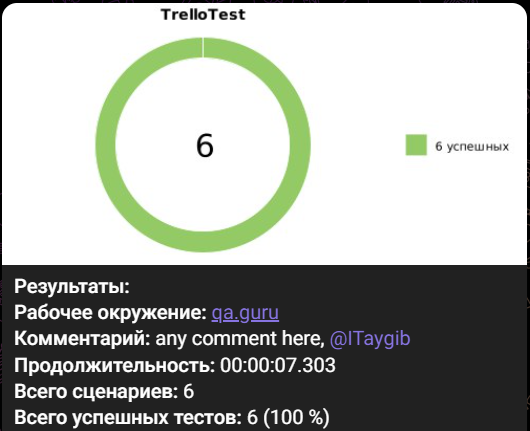 TrelloTest
6
6 успешных
Результаты:
Рабочее окружение: qa.guru
Комментарий: any comment here, @ITaygib
Продолжительность: 00:00:07.303
Всего сценариев: 6
Всего успешных тестов: 6 (100 %)